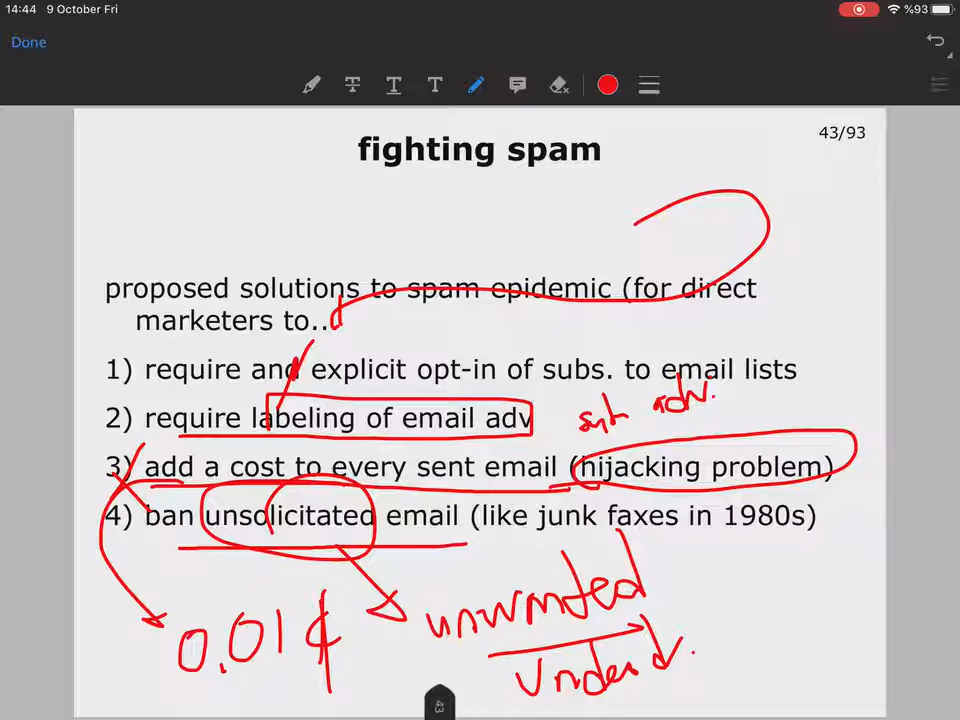 14:44 9 October Fri %93
Done
43/93
fighting spam
proposed solutions to spam epidemic (for direct
marketers to...
1) require and explicit opt-in of subs. to email lists
2) require labeling of email adv
adv.
3) add a cost to every sent email (hijacking problem)
4) ban unsolicitated email (like junk faxes in 1980s)
0.01¢
unwanted
43